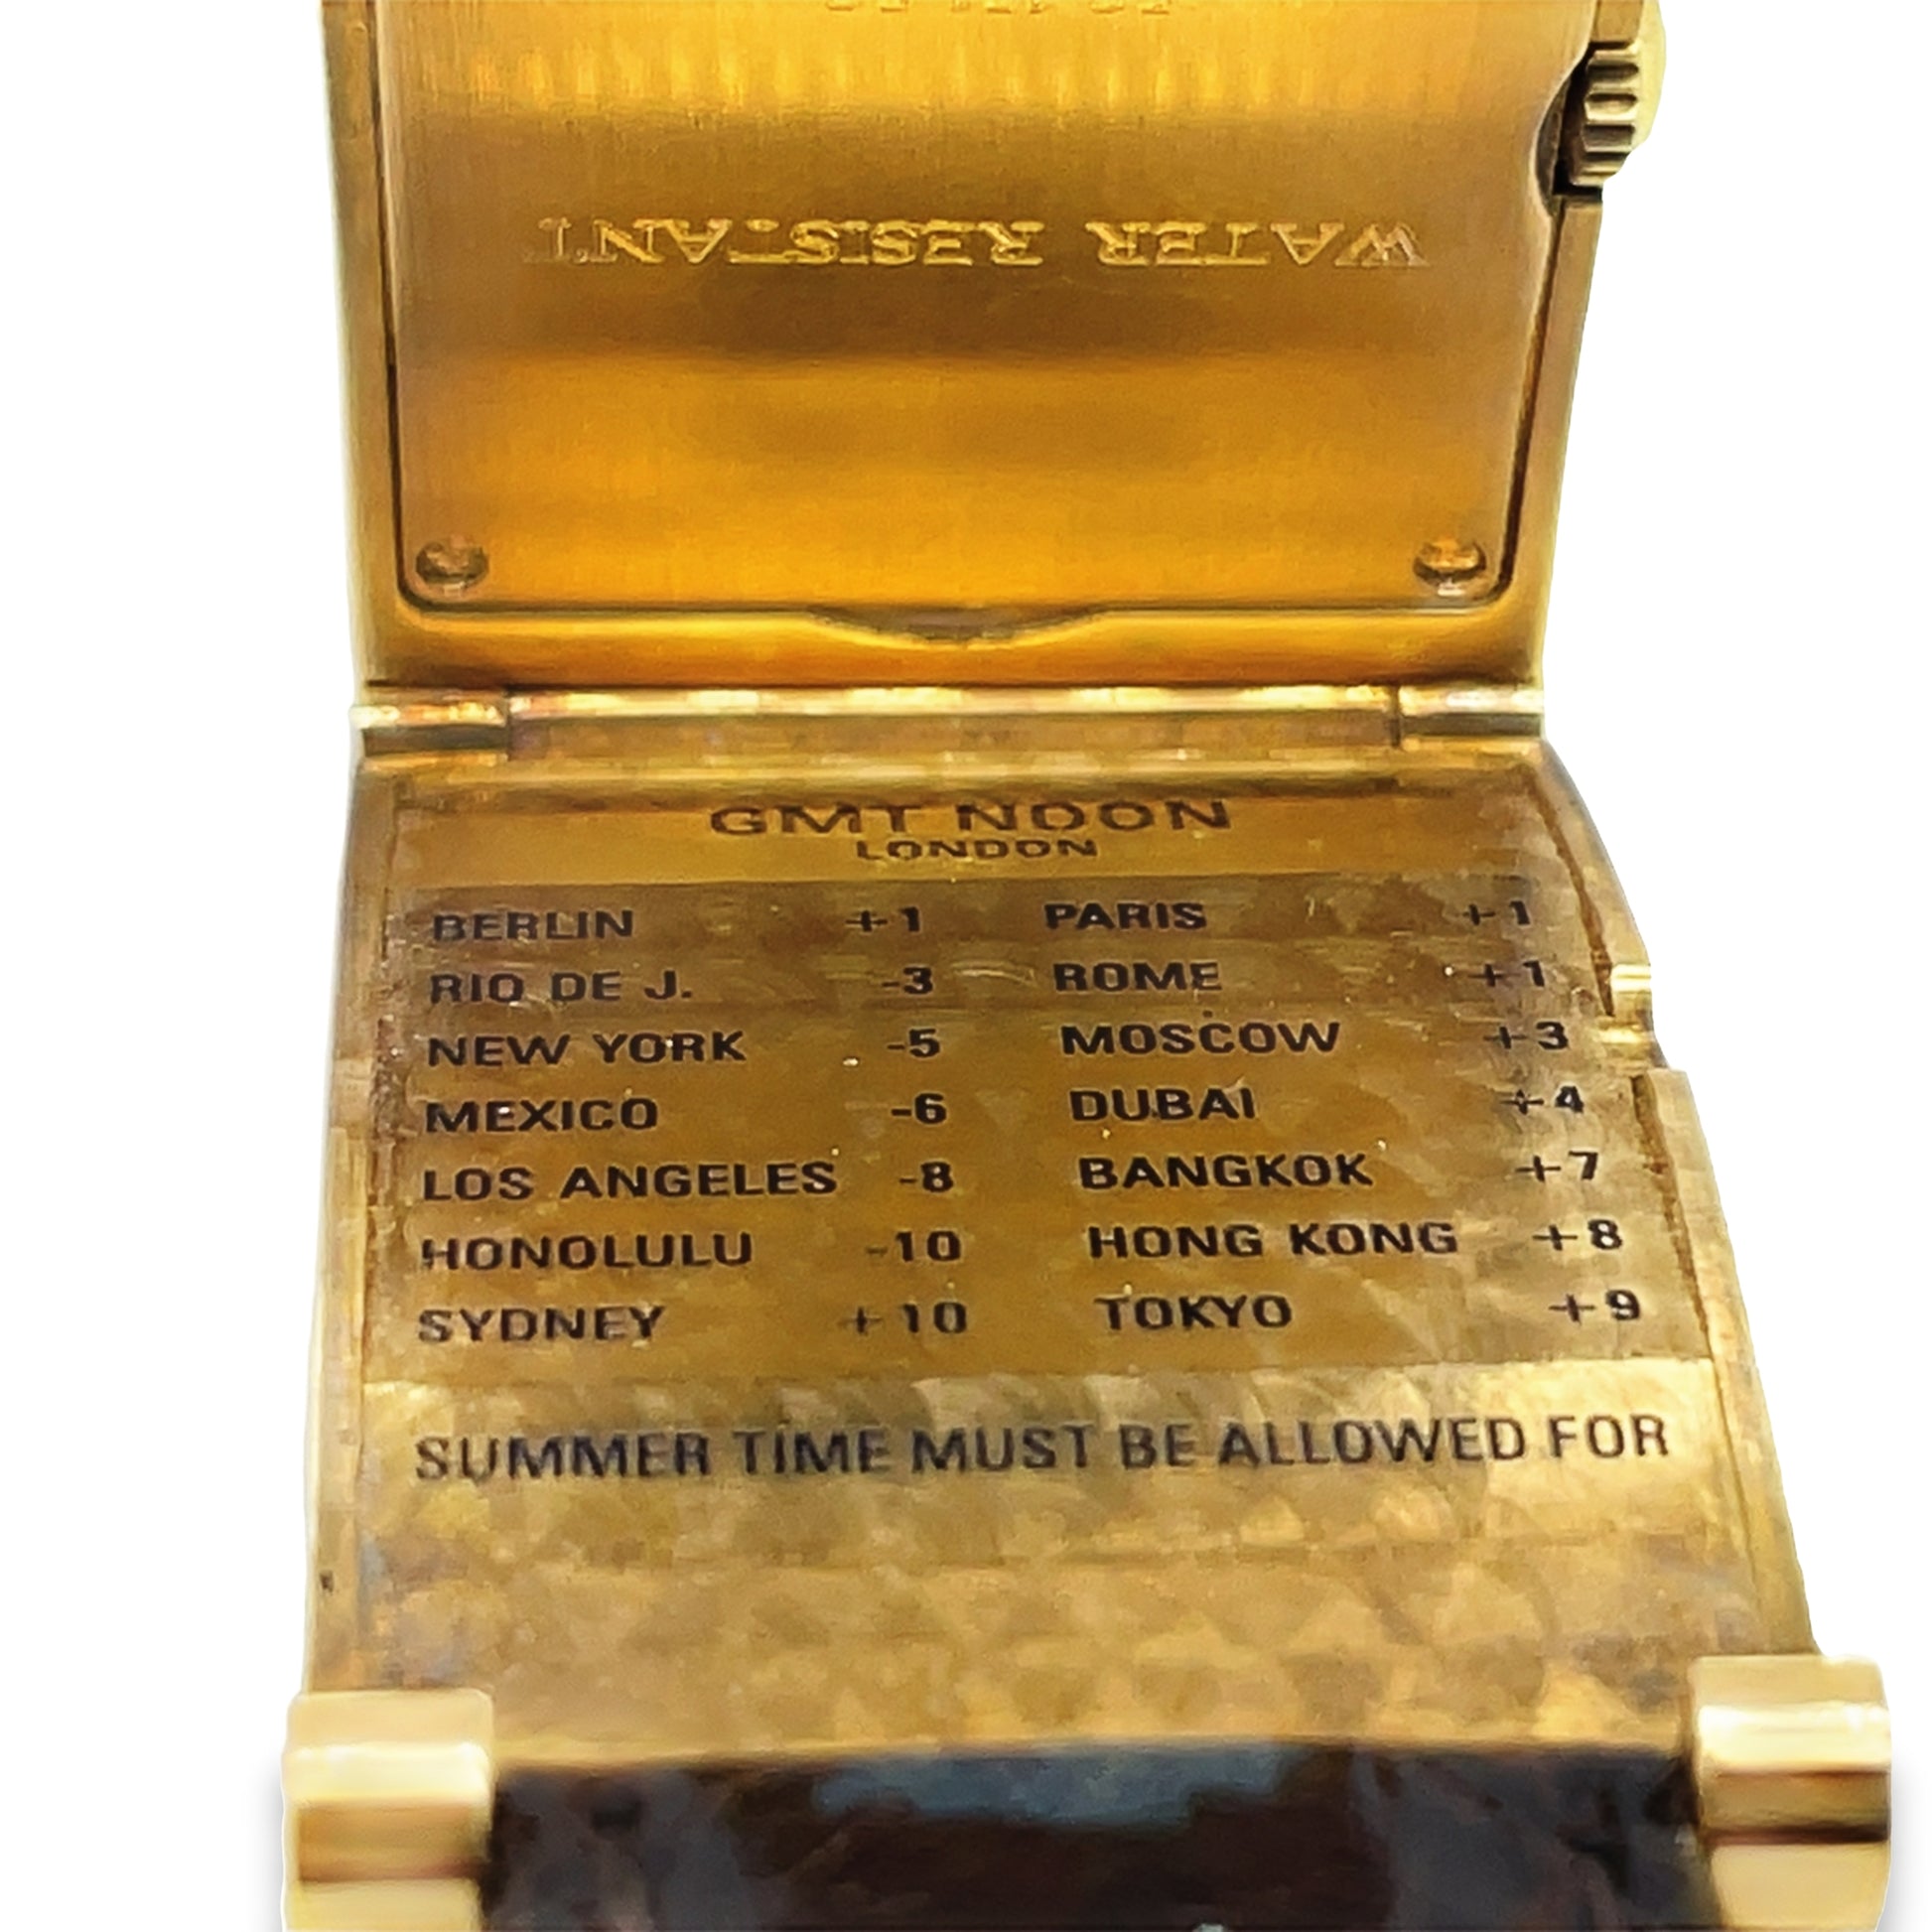 WATER RESISTANT
GMT NOON
LONDON
BERLIN +1 PARIS +1
RIO DE J. -3 ROME +1
NEW YORK -5 MOSCOW +3
MEXICO -6 DUBAI +4
LOS ANGELES -8 BANGKOK +7
HONOLULU -10 HONG KONG +8
SYDNEY +10 TOKYO +9
SUMMER TIME MUST BE ALLOWED FOR